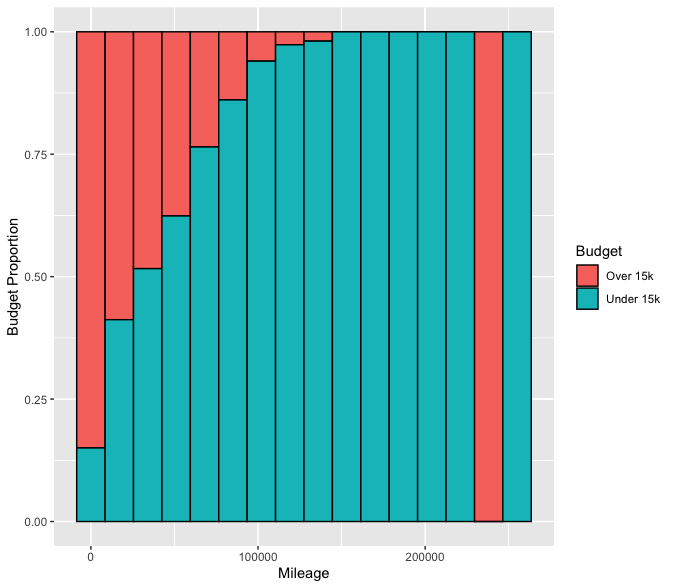 1.00
0.75
0.50
0.25
0.00
Budget Proportion
0
100000
200000
Mileage
Budget
Over 15k
Under 15k